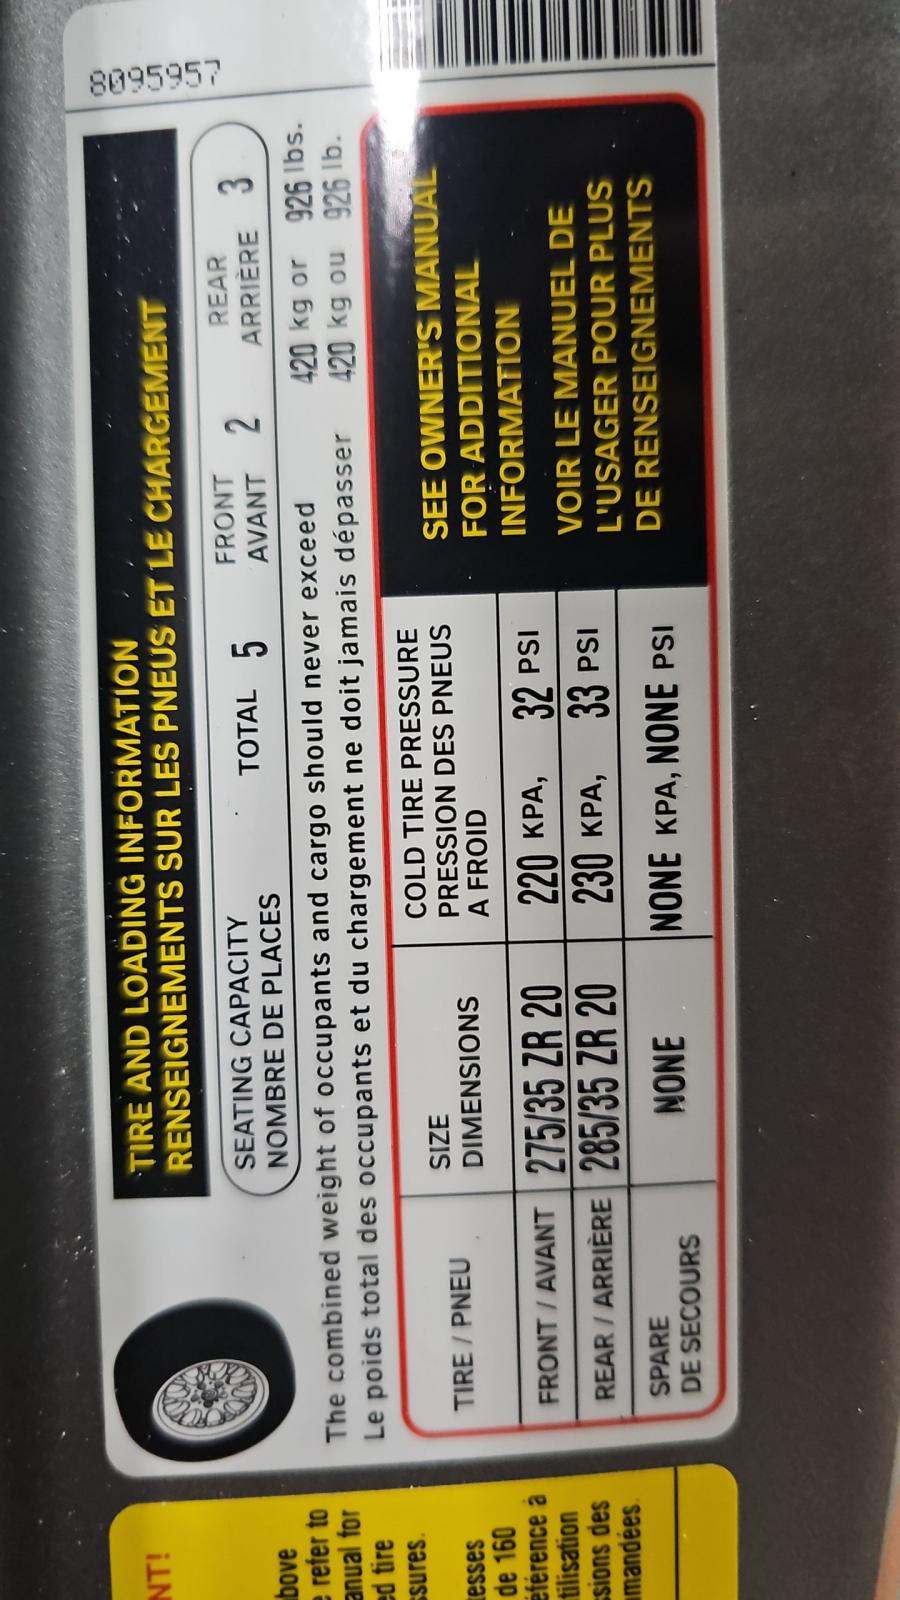 8095957
TIRE AND LOADING INFORMATION
RENSEIGNEMENTS SUR LES PNEUS ET LE CHARGEMENT
SEATING CAPACITY TOTAL 5 FRONT 2 REAR 3
NOMBRE DE PLACES AVANT ARRIÈRE
The combined weight of occupants and cargo should never exceed 420 kg or 926 lbs.
Le poids total des occupants et du chargement ne doit jamais dépasser 420 kg ou 926 lb.
TIRE / PNEU
SIZE
DIMENSIONS
COLD TIRE PRESSURE
PRESSION DES PNEUS
A FROID
FRONT / AVANT 275/35 ZR 20 220 KPA, 32 PSI
REAR / ARRIÈRE 285/35 ZR 20 230 KPA, 33 PSI
SPARE
DE SECOURS NONE NONE KPA, NONE PSI
SEE OWNER'S MANUAL
FOR ADDITIONAL
INFORMATION
VOIR LE MANUEL DE
L'USAGER POUR PLUS
DE RENSEIGNEMENTS
NT!
bove
refer to
anual for
ed tire
ssures.
tesses
de 160
éférence à
tilisation
ssions des
mandées.